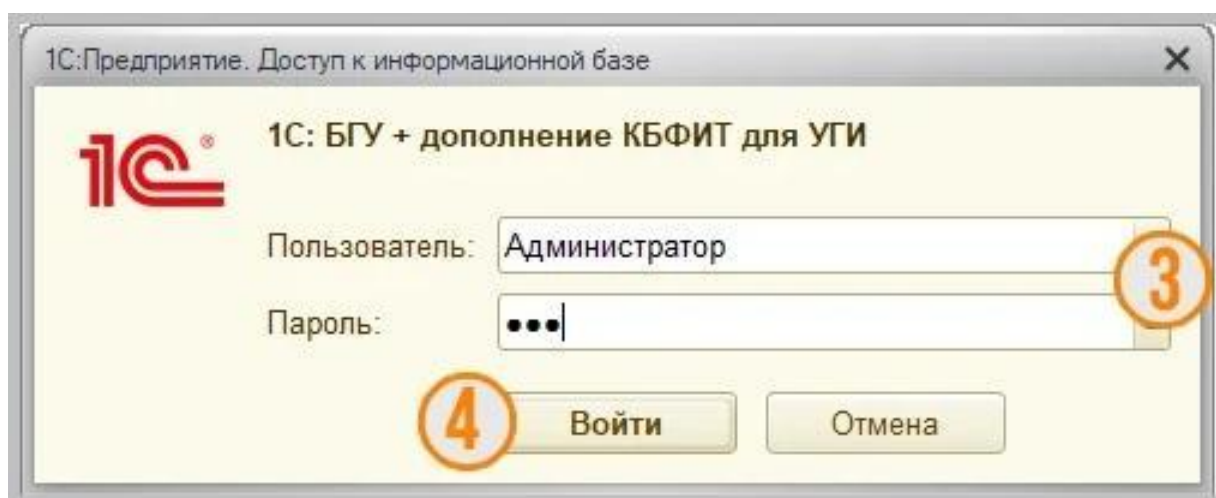 1С:Предприятие. Доступ к информационной базе
1С®
1С: БГУ + дополнение КБФИТ для УГИ
Пользователь: Администратор
3
Пароль: •••
4 Войти Отмена